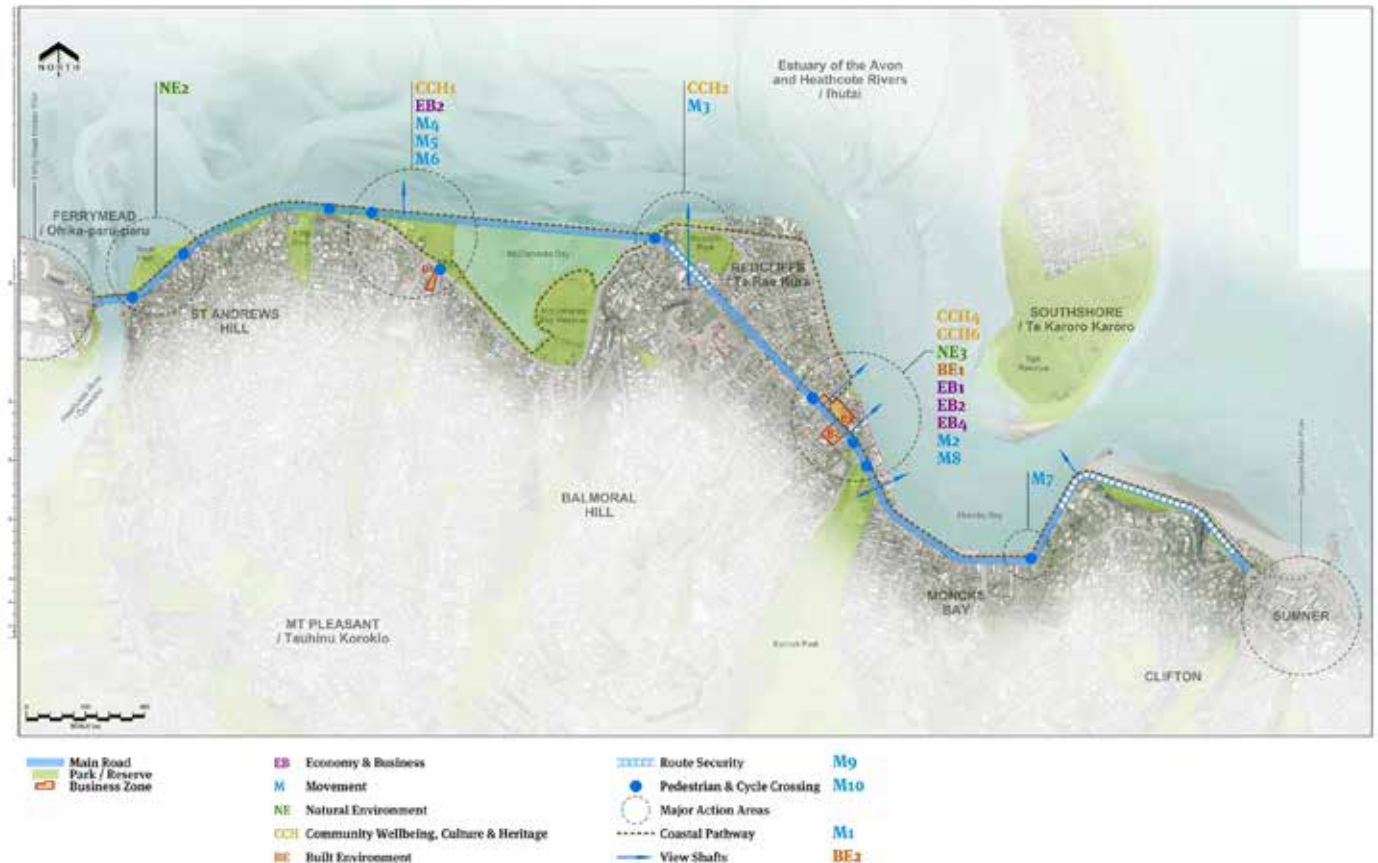 NORTH
NE2
CCH1
EB2
M4
M5
M6
CCH2
M3
Estuary of the Avon
and Heathcote Rivers
/ Ihutai
FERRYMEAD
/ Ohika-paru-paru
ST ANDREWS
HILL
McCormacks Bay
REDCLIFFS
/ Te Rae Kura
SOUTHSHORE
/ Te Karoro Karoro
CCH4
CCH6
NE3
BE1
EB1
EB2
EB4
M2
M8
M7
BALMORAL
HILL
MONCKS
BAY
MT PLEASANT
/ Tauhinu Korokio
SUMNER
CLIFTON
Main Road
Park / Reserve
Business Zone
EB Economy & Business
M Movement
NE Natural Environment
CCH Community Wellbeing, Culture & Heritage
BE Built Environment
Route Security M9
Pedestrian & Cycle Crossing M10
Major Action Areas
Coastal Pathway M1
View Shafts BE2